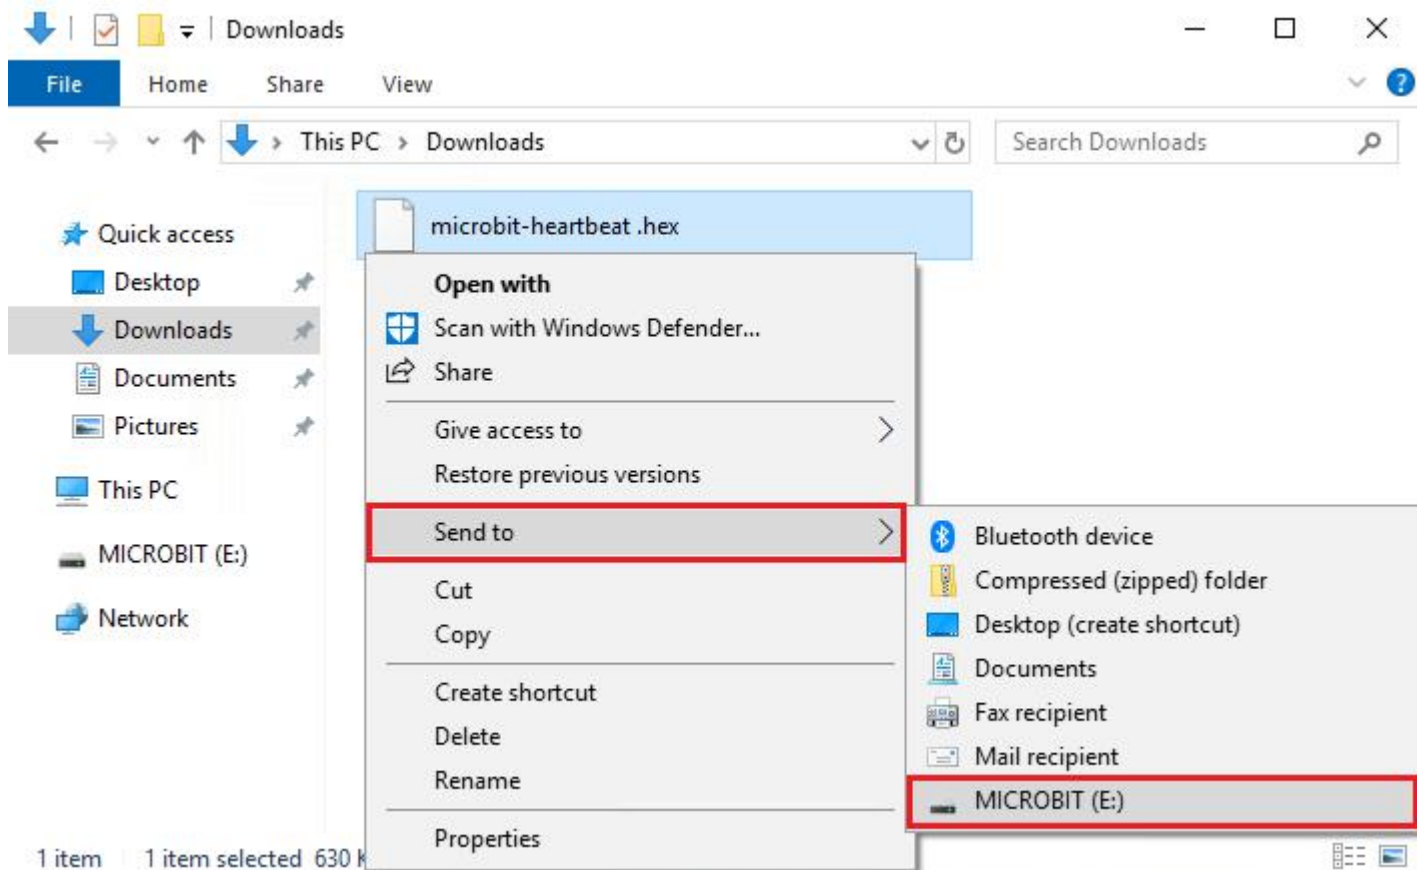 Downloads
File Home Share View
This PC > Downloads
Search Downloads
Quick access
Desktop
Downloads
Documents
Pictures
This PC
MICROBIT (E:)
Network
microbit-heartbeat .hex
Open with
Scan with Windows Defender...
Share
Give access to
Restore previous versions
Send to
Cut
Copy
Create shortcut
Delete
Rename
Properties
Bluetooth device
Compressed (zipped) folder
Desktop (create shortcut)
Documents
Fax recipient
Mail recipient
MICROBIT (E:)
1 item 1 item selected 630